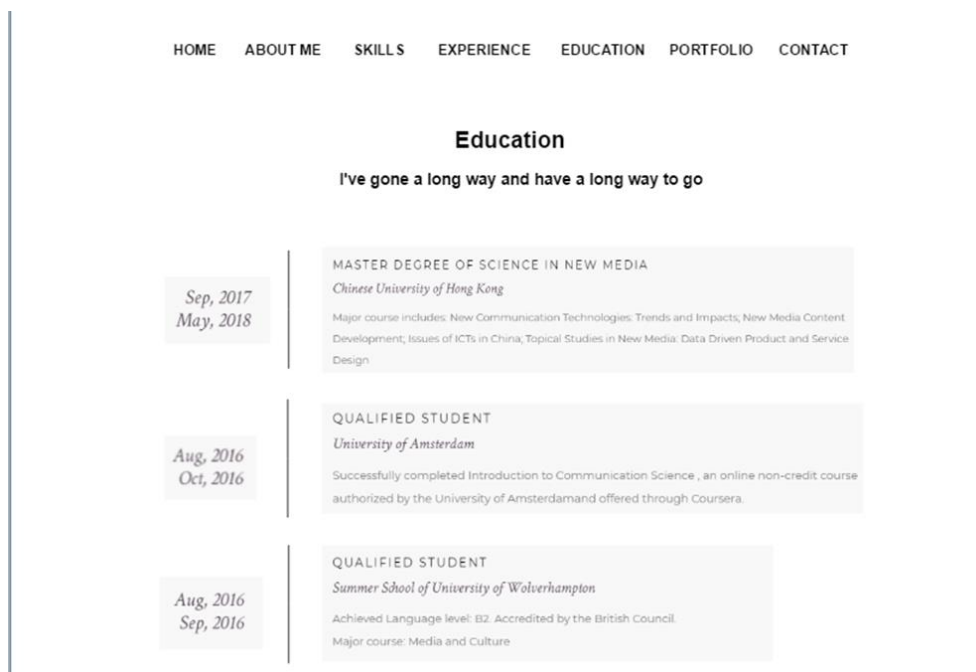 HOME ABOUT ME SKILLS EXPERIENCE EDUCATION PORTFOLIO CONTACT
Education
I've gone a long way and have a long way to go
Sep, 2017
May, 2018
MASTER DEGREE OF SCIENCE IN NEW MEDIA
Chinese University of Hong Kong
Major course includes: New Communication Technologies: Trends and Impacts; New Media Content
Development; Issues of ICTs in China; Topical Studies in New Media: Data Driven Product and Service
Design
Aug, 2016
Oct, 2016
QUALIFIED STUDENT
University of Amsterdam
Successfully completed Introduction to Communication Science , an online non-credit course
authorized by the University of Amsterdamand offered through Coursera.
Aug, 2016
Sep, 2016
QUALIFIED STUDENT
Summer School of University of Wolverhampton
Achieved Language level: B2. Accredited by the British Council.
Major course: Media and Culture